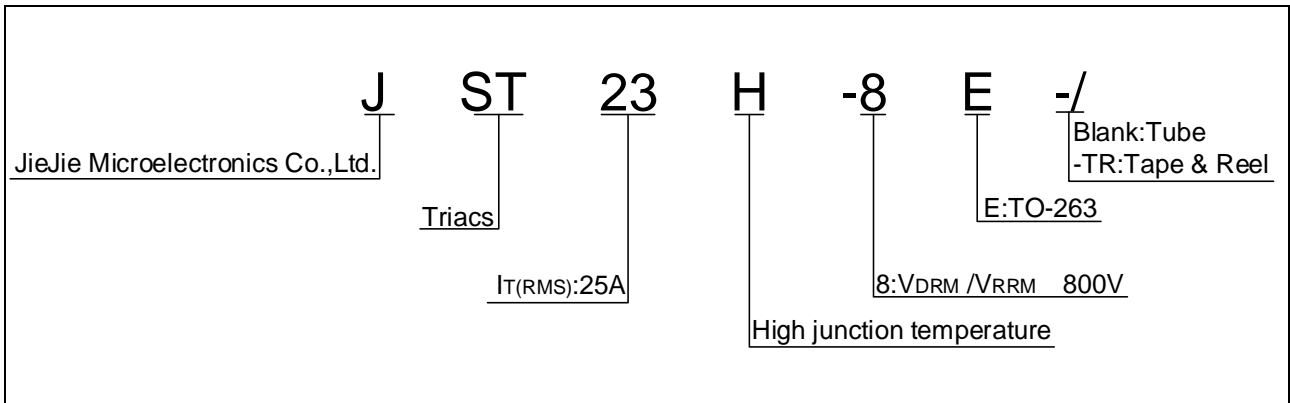 J ST 23 H -8 E -/
Blank:Tube
-TR:Tape & Reel
JieJie Microelectronics Co.,Ltd.
E:TO-263
Triacs
IT(RMS):25A
8:VDRM /VRRM 800V
High junction temperature